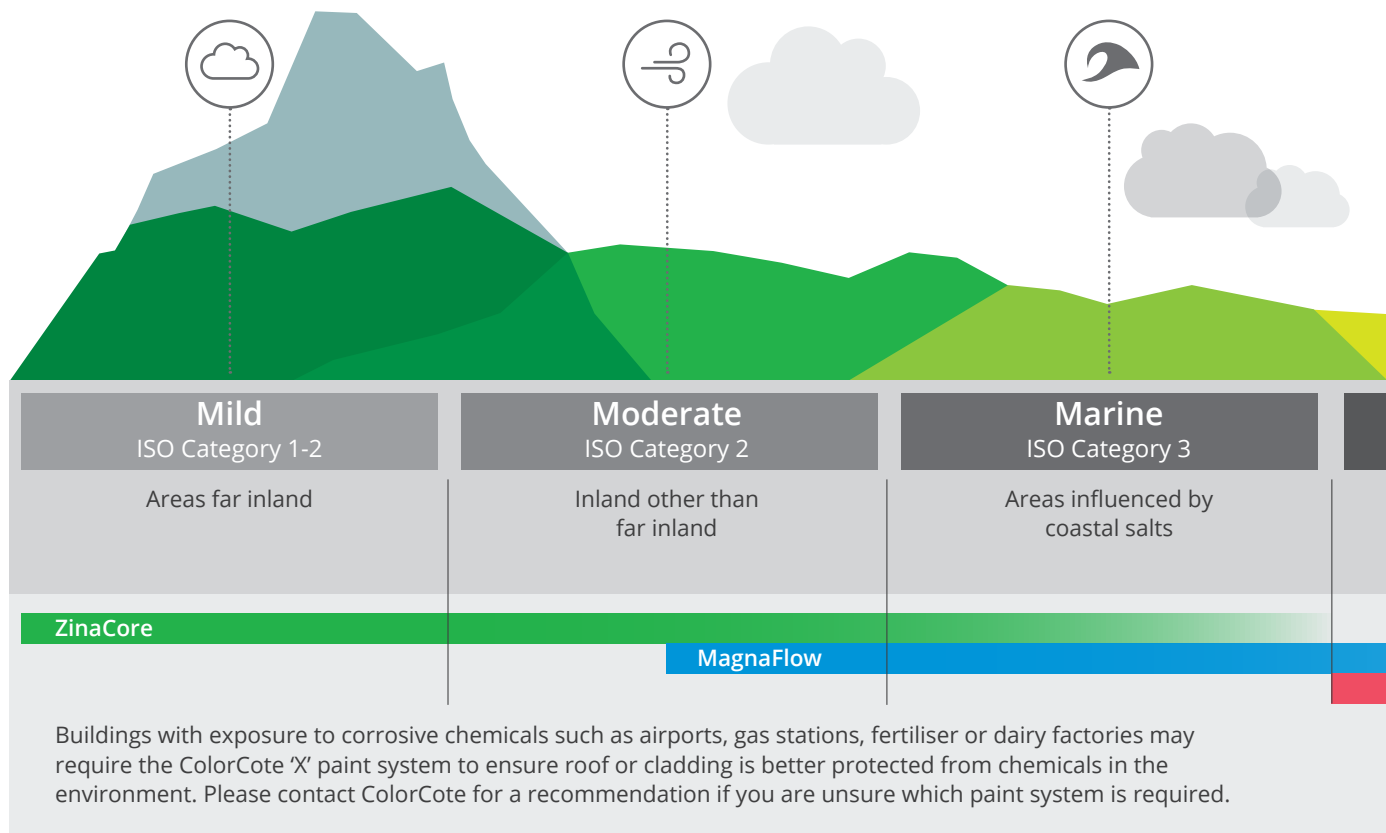 Mild
ISO Category 1-2
Areas far inland
Moderate
ISO Category 2
Inland other than
far inland
Marine
ISO Category 3
Areas influenced by
coastal salts
ZinaCore
MagnaFlow
Buildings with exposure to corrosive chemicals such as airports, gas stations, fertiliser or dairy factories may
require the ColorCote ‘X’ paint system to ensure roof or cladding is better protected from chemicals in the
environment. Please contact ColorCote for a recommendation if you are unsure which paint system is required.